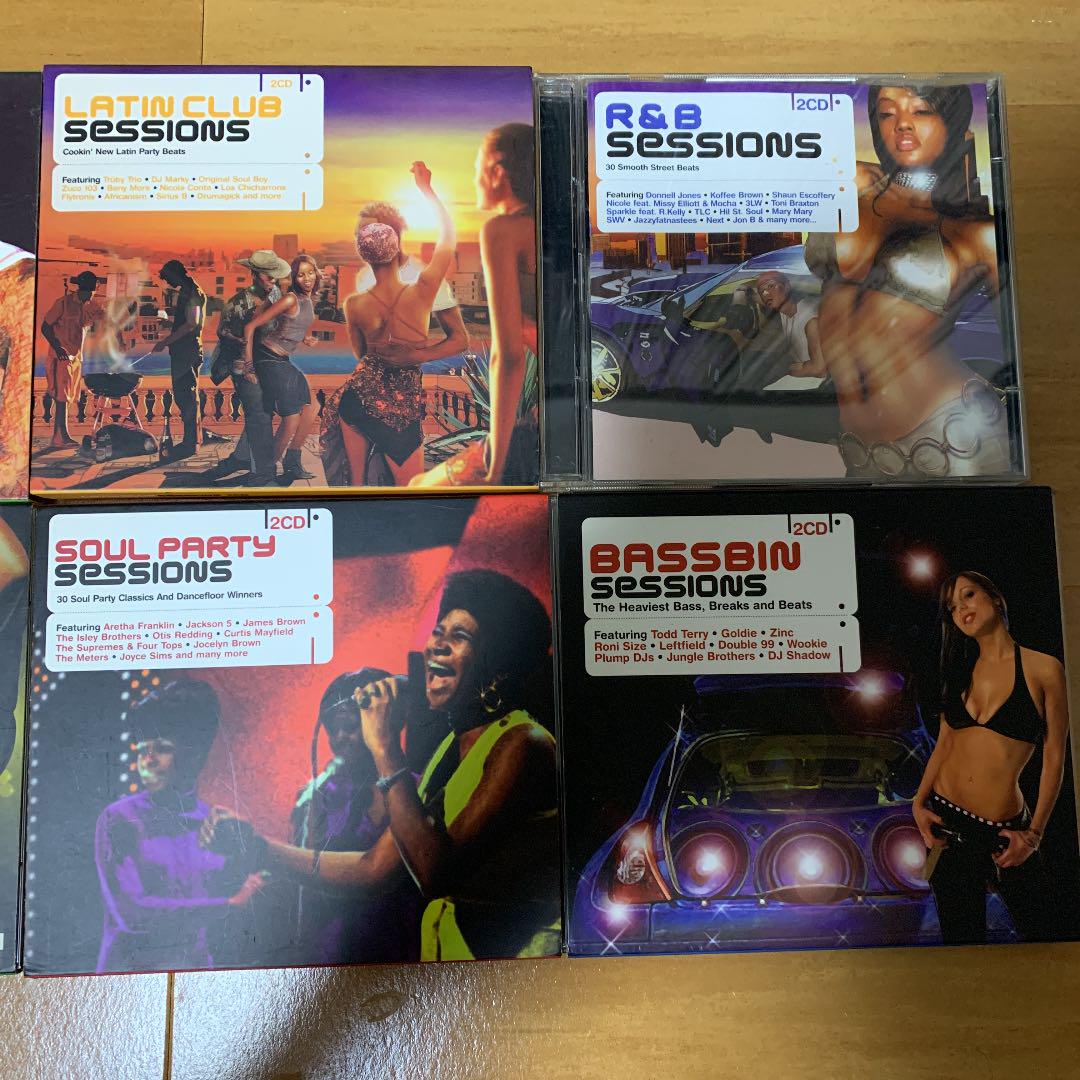 2CD
LATIN CLUB
SESSIONS
Cookin' New Latin Party Beats
Featuring Trüby Trio • DJ Marky • Original Soul Boy
Zuco 103 • Beny More • Nicola Conte • Los Chicharrons
Flytronix • Africanism • Sirius B • Drumagick and more
2CD
R&B
SESSIONS
30 Smooth Street Beats
Featuring Donnell Jones • Koffee Brown • Shaun Escoffery
Nicole feat. Missy Elliott & Mocha • 3LW • Toni Braxton
Sparkle feat. R.Kelly • TLC • Hil St. Soul • Mary Mary
SWV • Jazzyfatnastees • Next • Jon B & many more...
2CD
SOUL PARTY
SESSIONS
30 Soul Party Classics And Dancefloor Winners
Featuring Aretha Franklin • Jackson 5 • James Brown
The Isley Brothers • Otis Redding • Curtis Mayfield
The Supremes & Four Tops • Jocelyn Brown
The Meters • Joyce Sims and many more
2CD
BASSBIN
SESSIONS
The Heaviest Bass, Breaks and Beats
Featuring Todd Terry • Goldie • Zinc
Roni Size • Leftfield • Double 99 • Wookie
Plump DJs • Jungle Brothers • DJ Shadow